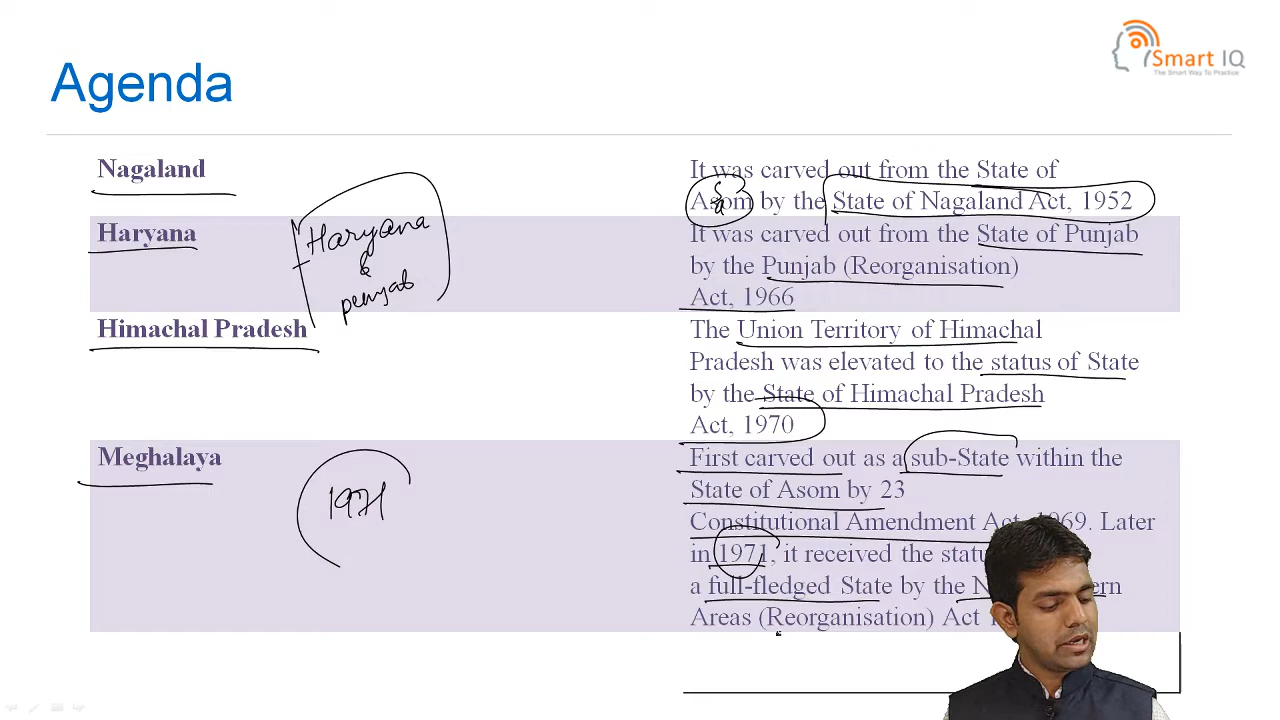 Smart IQ
The Smart Way To Practice
Agenda
Nagaland
It was carved out from the State of
Asom by the State of Nagaland Act, 1952
Haryana
It was carved out from the State of Punjab
by the Punjab (Reorganisation)
Act, 1966
Haryana
&
punjab
Himachal Pradesh
The Union Territory of Himachal
Pradesh was elevated to the status of State
by the State of Himachal Pradesh
Act, 1970
Meghalaya
First carved out as a sub-State within the
State of Asom by 23
Constitutional Amendment Act, 1969. Later
in 1971, it received the
a full-fledged State by the
Areas (Reorganisation) Act
1971